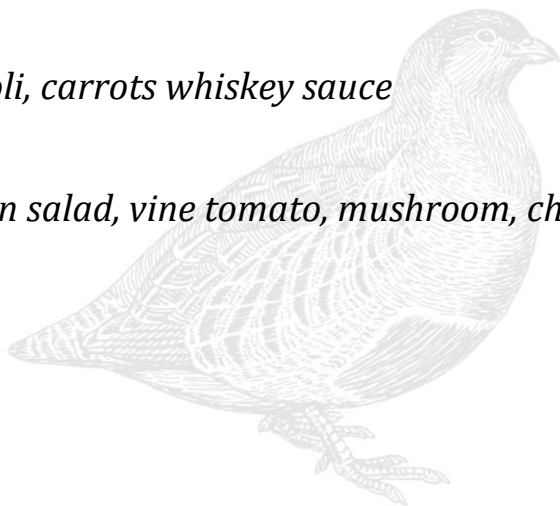 oli, carrots whiskey sauce
n salad, vine tomato, mushroom, ch